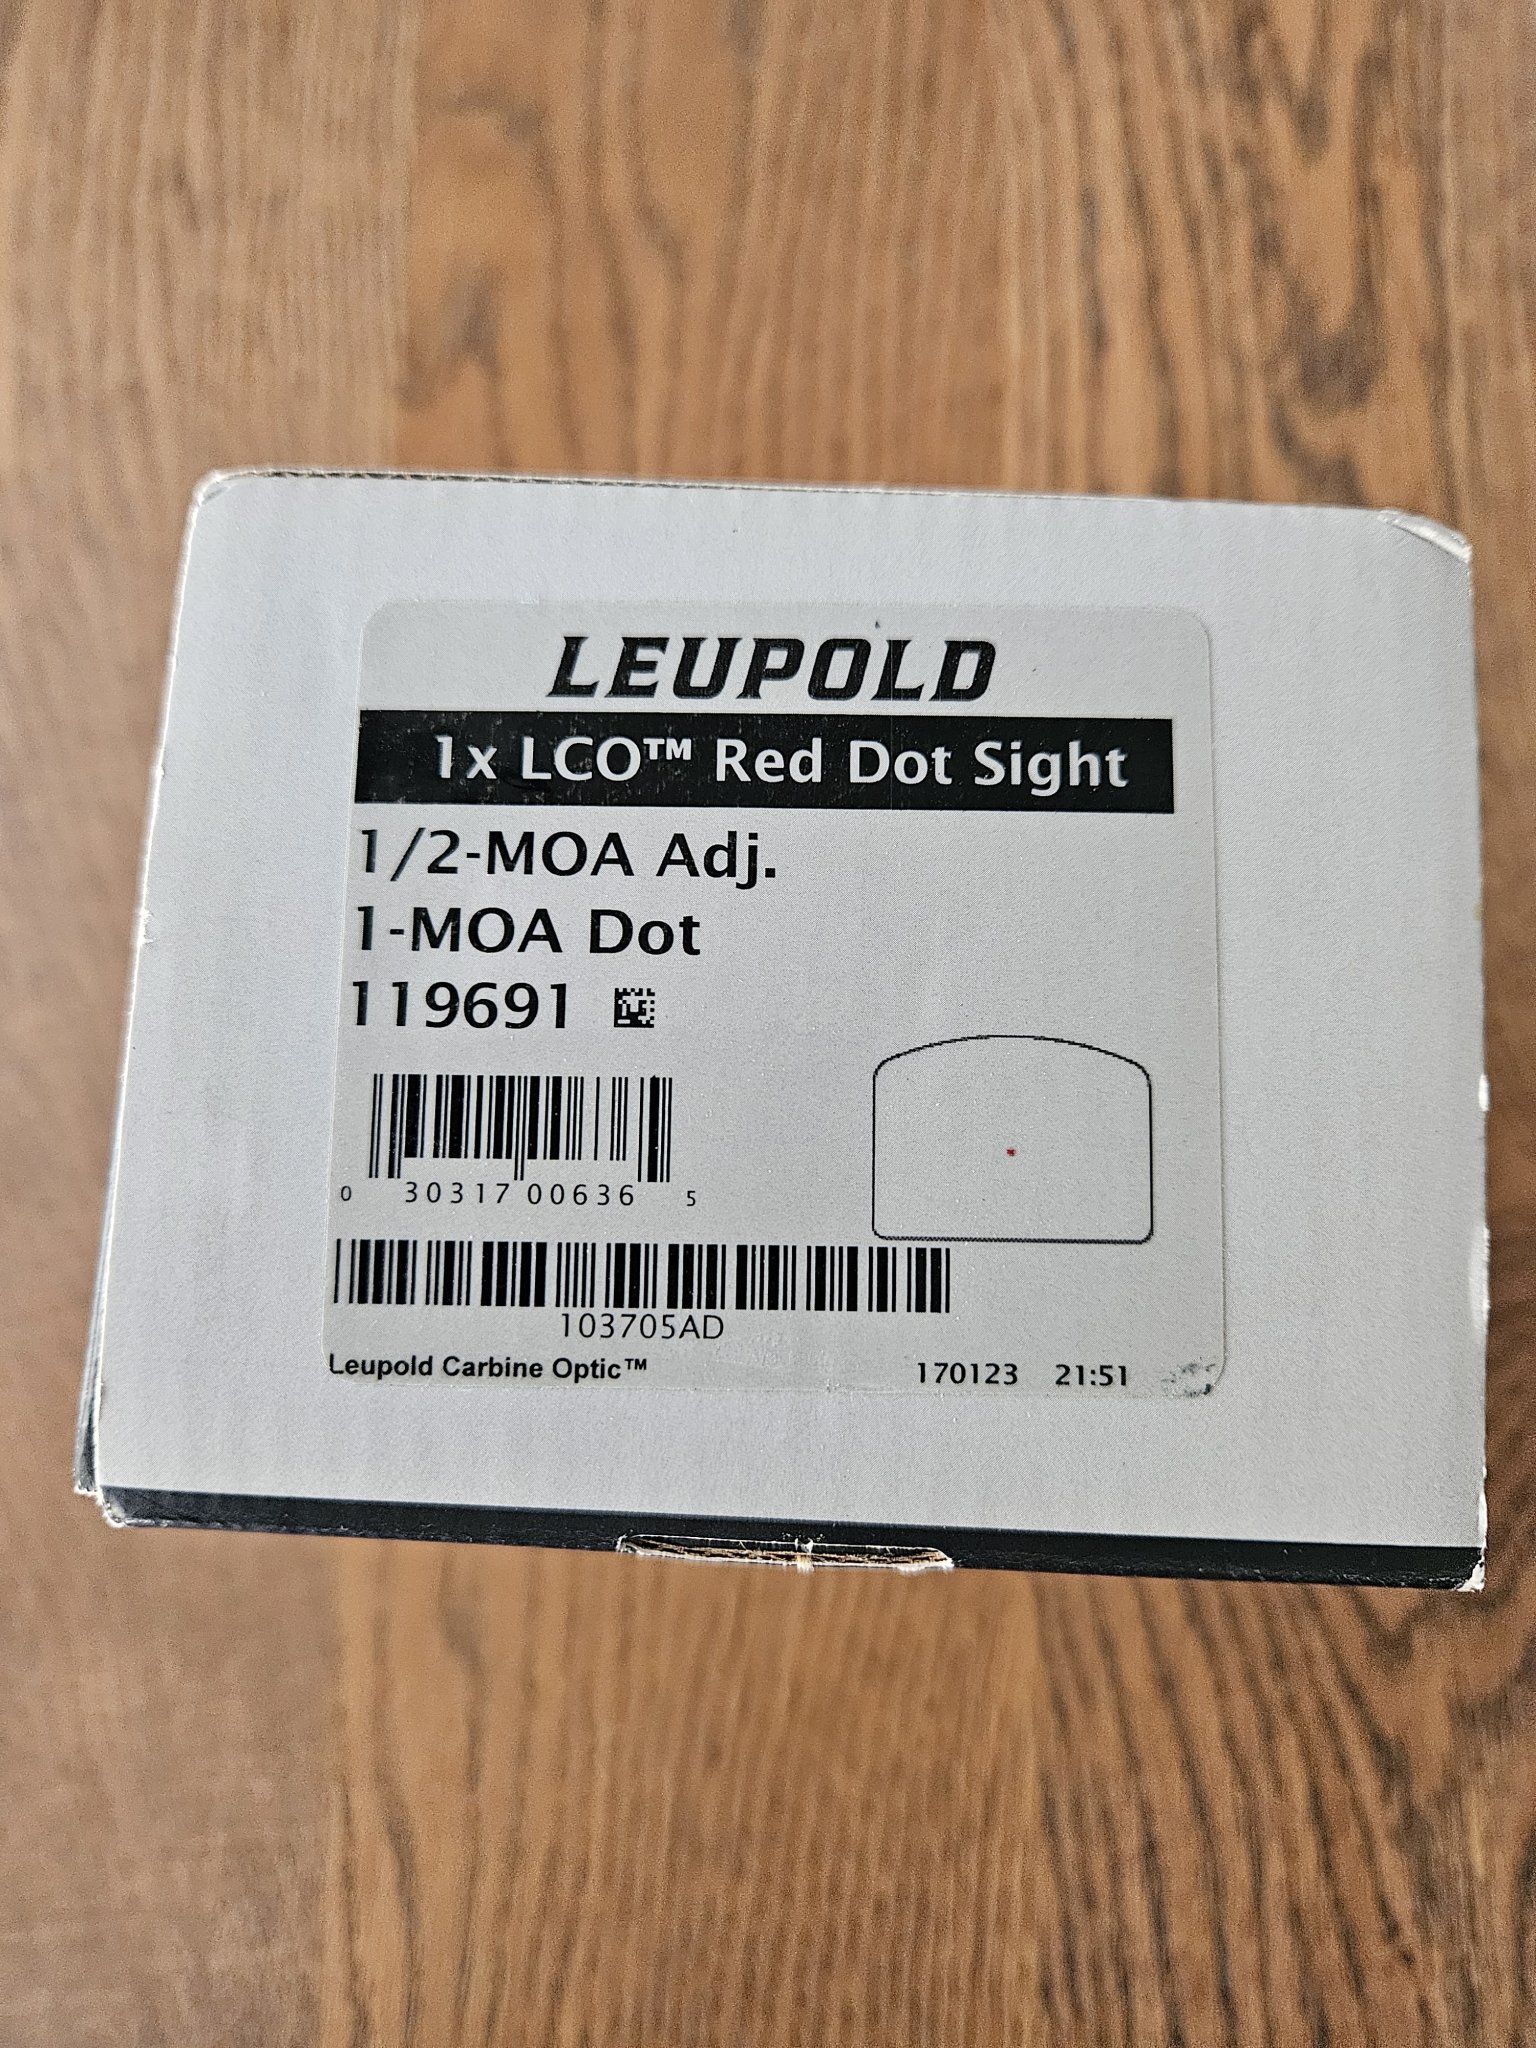 LEUPOLD
1x LCO™ Red Dot Sight
1/2-MOA Adj.
1-MOA Dot
119691
0 30317 00636 5
103705AD
Leupold Carbine Optic™ 170123 21:51